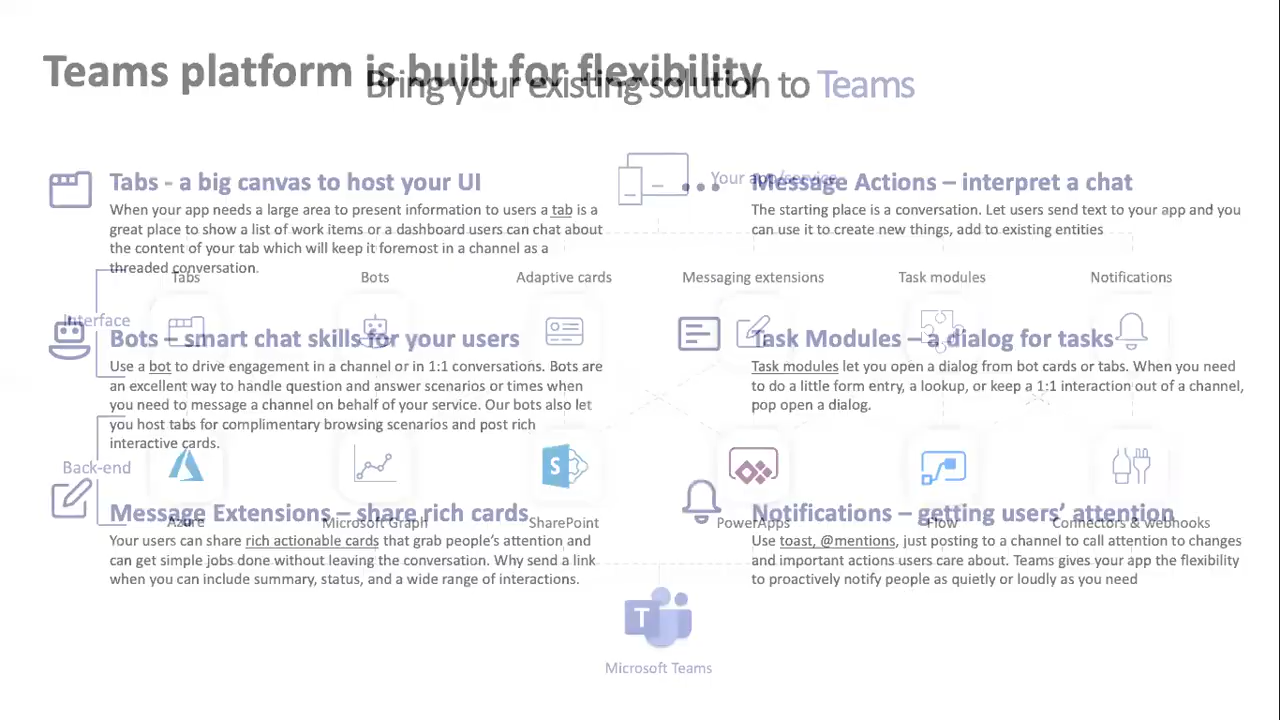 Teams platform is built for flexibility
Bring your existing solution to Teams
Tabs - a big canvas to host your UI
When your app needs a large area to present information to users a tab is a
great place to show a list of work items or a dashboard users can chat about
the content of your tab which will keep it foremost in a channel as a
threaded conversation.
Your app/service
Message Actions – interpret a chat
The starting place is a conversation. Let users send text to your app and you
can use it to create new things, add to existing entities
Tabs
Bots
Adaptive cards
Messaging extensions
Task modules
Notifications
Interface
Bots – smart chat skills for your users
Use a bot to drive engagement in a channel or in 1:1 conversations. Bots are
an excellent way to handle question and answer scenarios or times when
you need to message a channel on behalf of your service. Our bots also let
you host tabs for complimentary browsing scenarios and post rich
interactive cards.
Task Modules – a dialog for tasks
Task modules let you open a dialog from bot cards or tabs. When you need
to do a little form entry, a lookup, or keep a 1:1 interaction out of a channel,
pop open a dialog.
Back-end
S
Azure
Microsoft Graph
SharePoint
PowerApps
Flow
Connectors & webhooks
Message Extensions – share rich cards
Your users can share rich actionable cards that grab people's attention and
can get simple jobs done without leaving the conversation. Why send a link
when you can include summary, status, and a wide range of interactions.
Notifications – getting users' attention
Use toast, @mentions, just posting to a channel to call attention to changes
and important actions users care about. Teams gives your app the flexibility
to proactively notify people as quietly or loudly as you need
T
Microsoft Teams